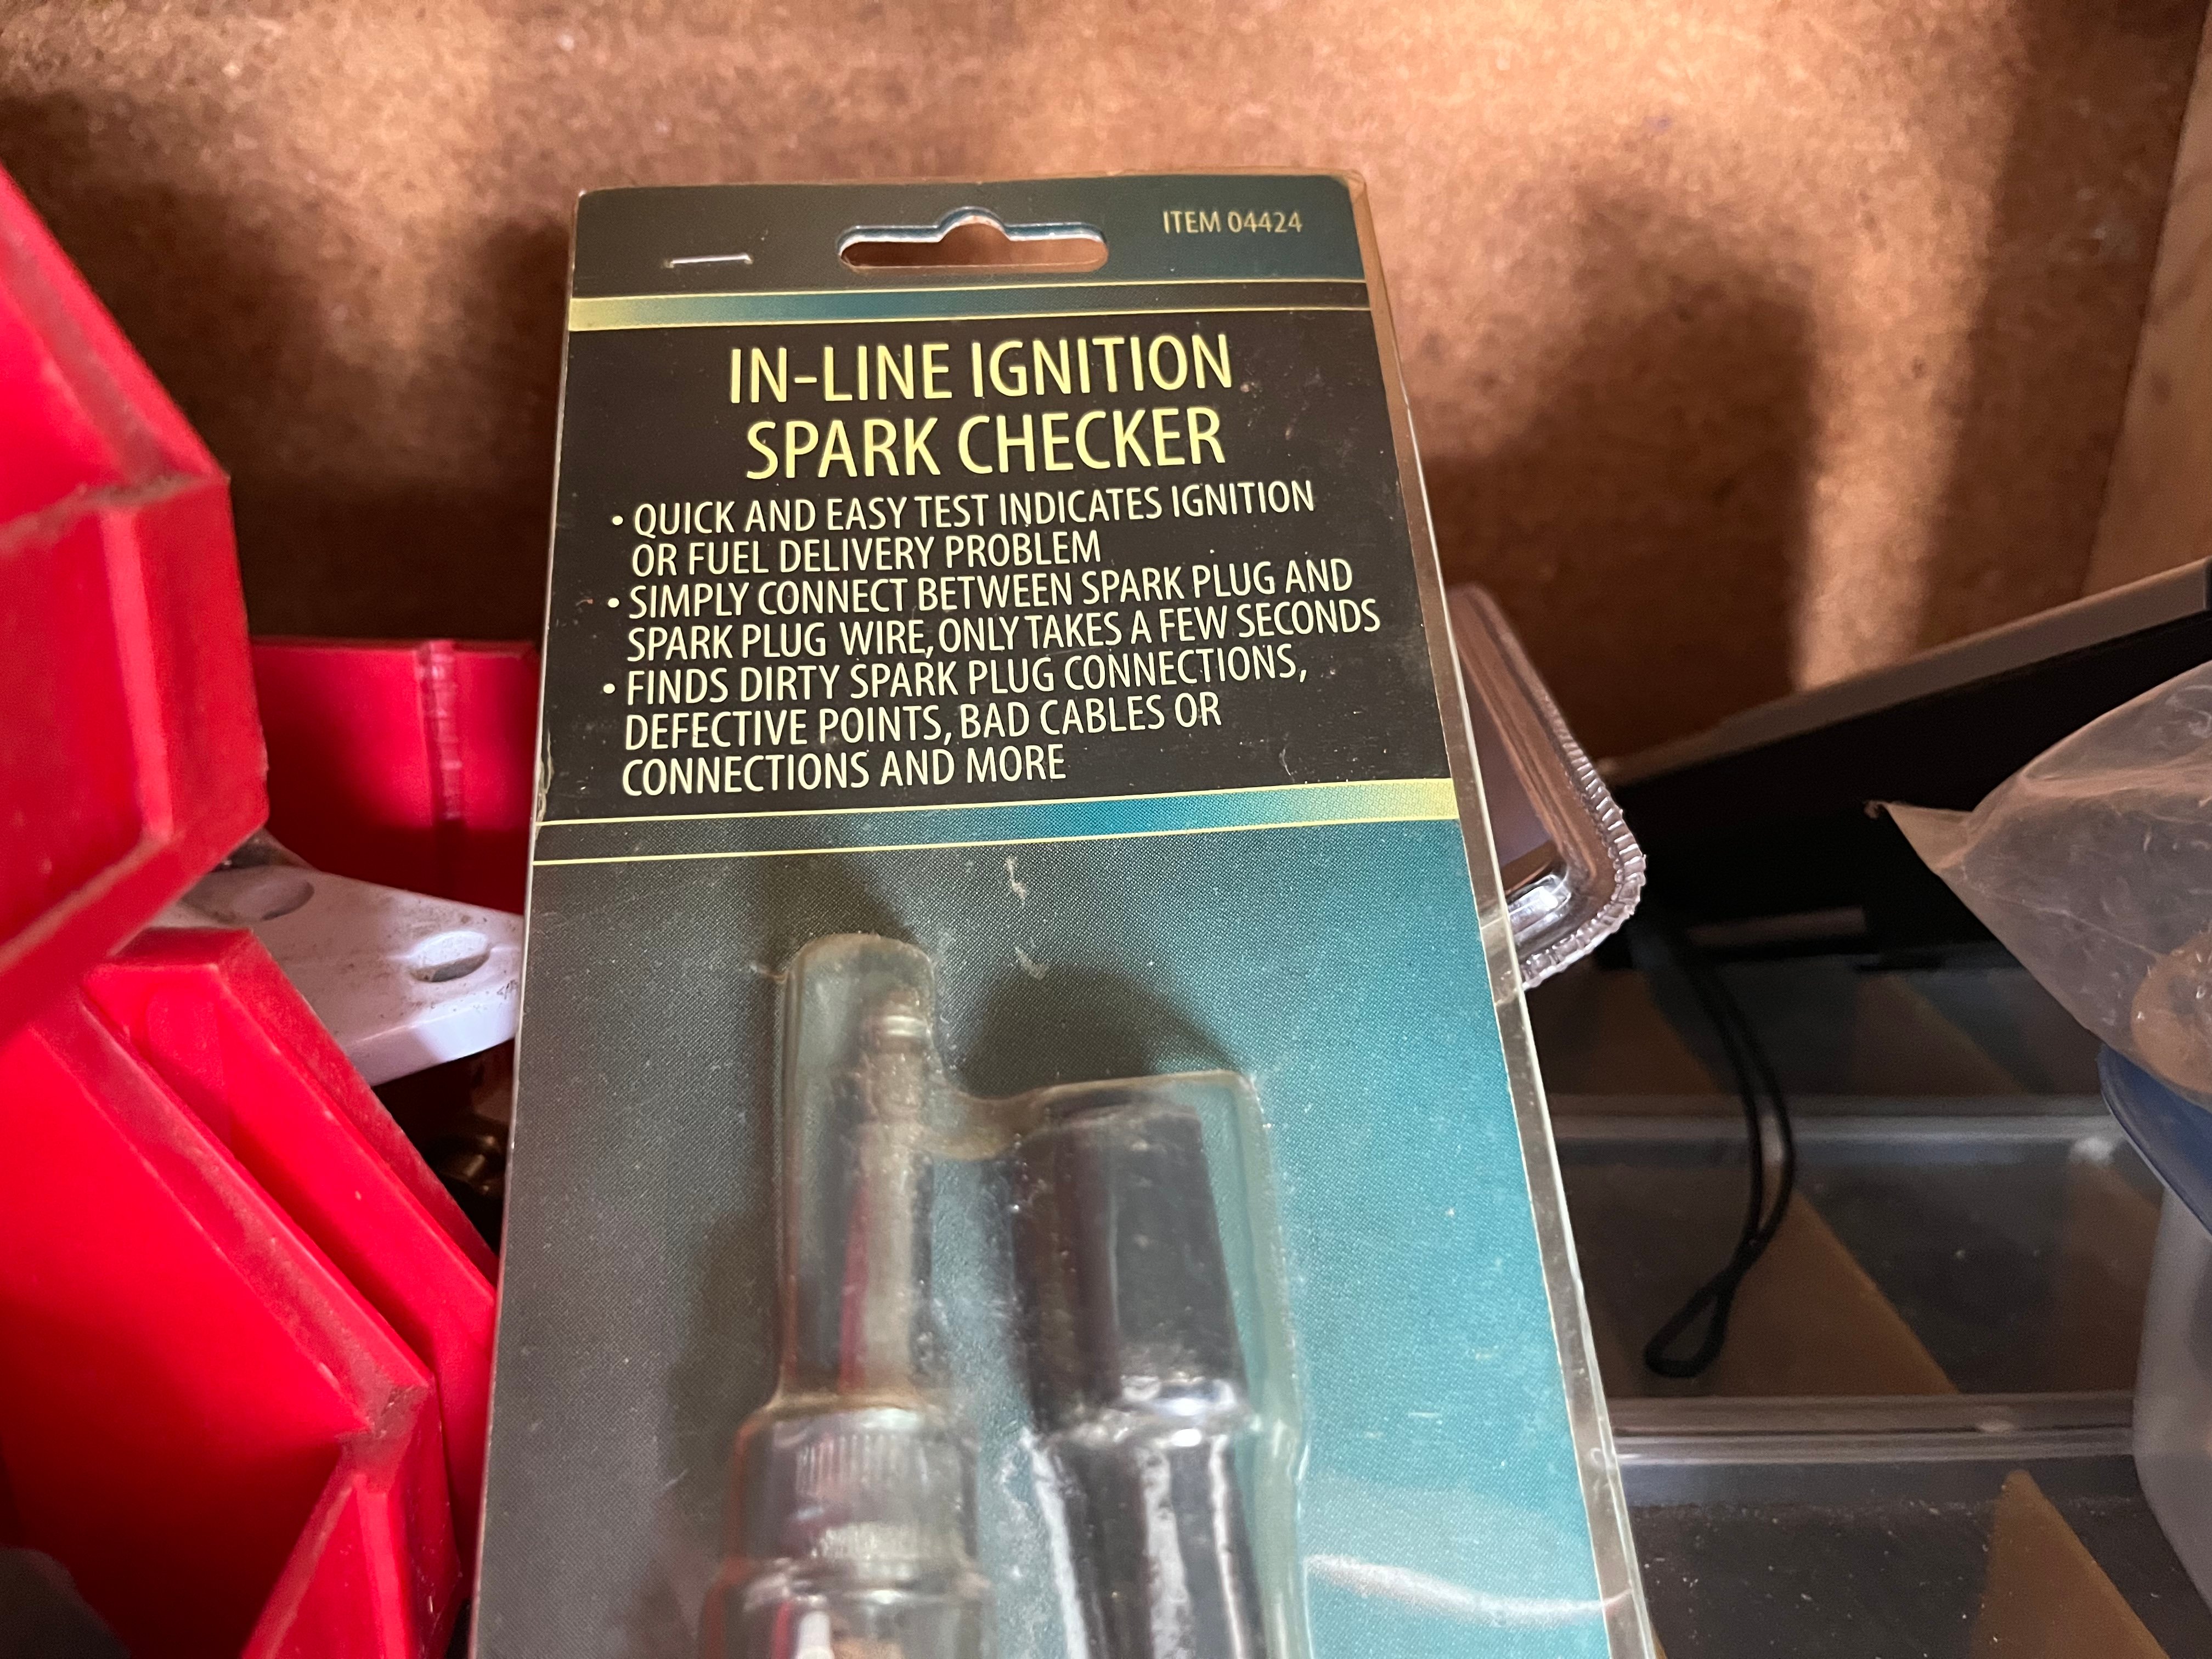 ITEM 04424
IN-LINE IGNITION
SPARK CHECKER
• QUICK AND EASY TEST INDICATES IGNITION
OR FUEL DELIVERY PROBLEM
• SIMPLY CONNECT BETWEEN SPARK PLUG AND
SPARK PLUG WIRE, ONLY TAKES A FEW SECONDS
• FINDS DIRTY SPARK PLUG CONNECTIONS,
DEFECTIVE POINTS, BAD CABLES OR
CONNECTIONS AND MORE